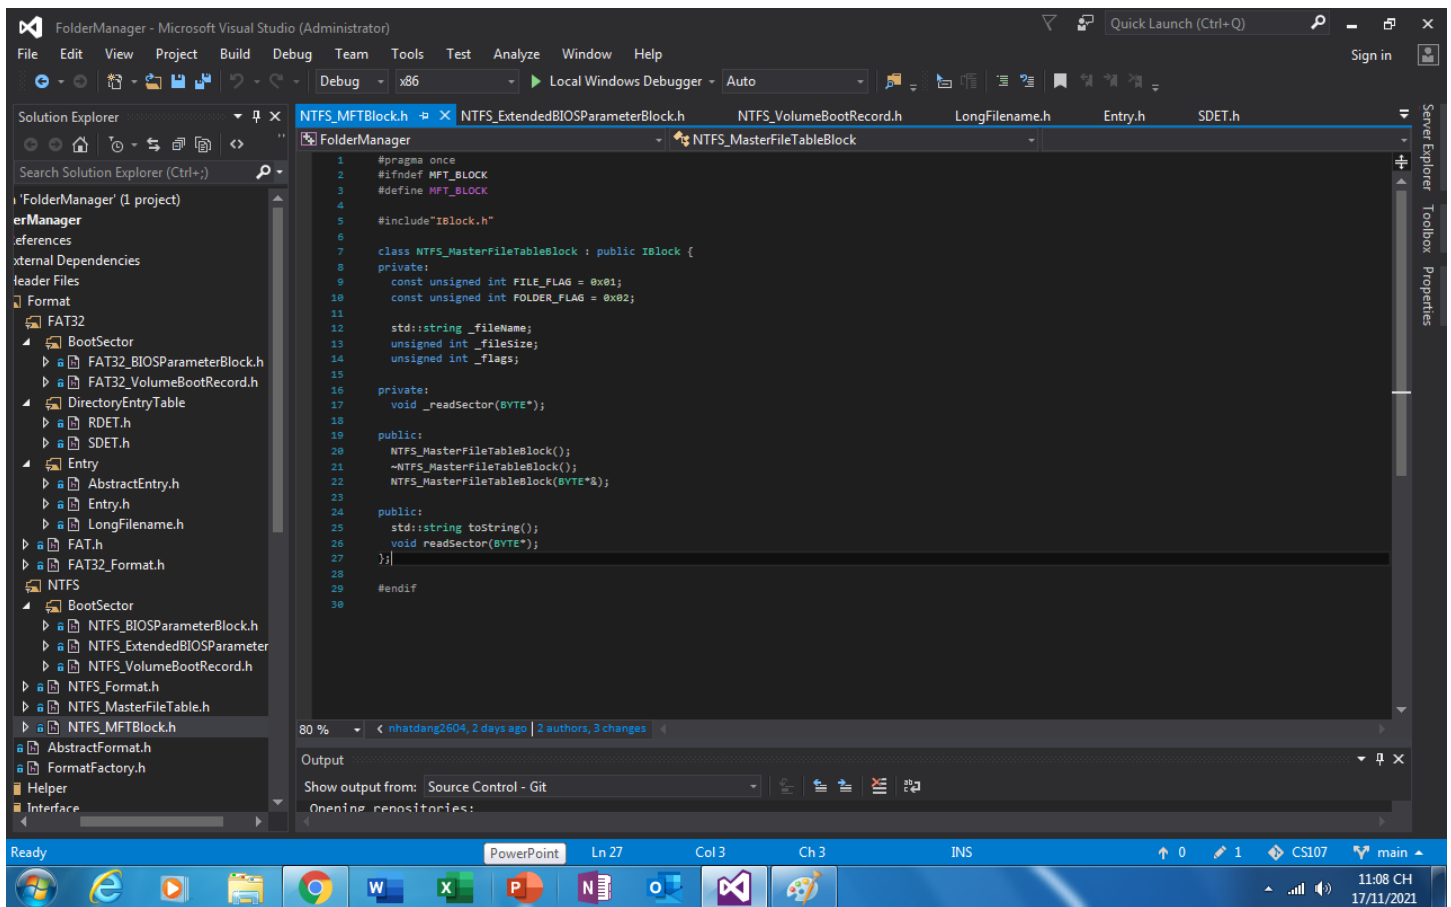 FolderManager - Microsoft Visual Studio (Administrator)
Quick Launch (Ctrl+Q)
File Edit View Project Build Debug Team Tools Test Analyze Window Help
Sign in
Debug x86 Local Windows Debugger Auto
Solution Explorer
Search Solution Explorer (Ctrl+;)
'FolderManager' (1 project)
erManager
eferences
xternal Dependencies
Header Files
Format
FAT32
BootSector
FAT32_BIOSParameterBlock.h
FAT32_VolumeBootRecord.h
DirectoryEntryTable
RDET.h
SDET.h
Entry
AbstractEntry.h
Entry.h
LongFilename.h
FAT.h
FAT32_Format.h
NTFS
BootSector
NTFS_BIOSParameterBlock.h
NTFS_ExtendedBIOSParameter
NTFS_VolumeBootRecord.h
NTFS_Format.h
NTFS_MasterFileTable.h
NTFS_MFTBlock.h
AbstractFormat.h
FormatFactory.h
Helper
Interface
NTFS_MFTBlock.h NTFS_ExtendedBIOSParameterBlock.h NTFS_VolumeBootRecord.h LongFilename.h Entry.h SDET.h
FolderManager NTFS_MasterFileTableBlock
1 #pragma once
2 #ifndef MFT_BLOCK
3 #define MFT_BLOCK
4
5 #include"IBlock.h"
6
7 class NTFS_MasterFileTableBlock : public IBlock {
8 private:
9 const unsigned int FILE_FLAG = 0x01;
10 const unsigned int FOLDER_FLAG = 0x02;
11
12 std::string _fileName;
13 unsigned int _fileSize;
14 unsigned int _flags;
15
16 private:
17 void _readSector(BYTE*);
18
19 public:
20 NTFS_MasterFileTableBlock();
21 ~NTFS_MasterFileTableBlock();
22 NTFS_MasterFileTableBlock(BYTE*&);
23
24 public:
25 std::string toString();
26 void readSector(BYTE*);
27 };
28
29 #endif
30
80 % nhatdang2604, 2 days ago | 2 authors, 3 changes
Output
Show output from: Source Control - Git
Opening repositories:
Server Explorer
Toolbox
Properties
Ready PowerPoint Ln 27 Col 3 Ch 3 INS 0 1 CS107 main
11:08 CH
17/11/2021